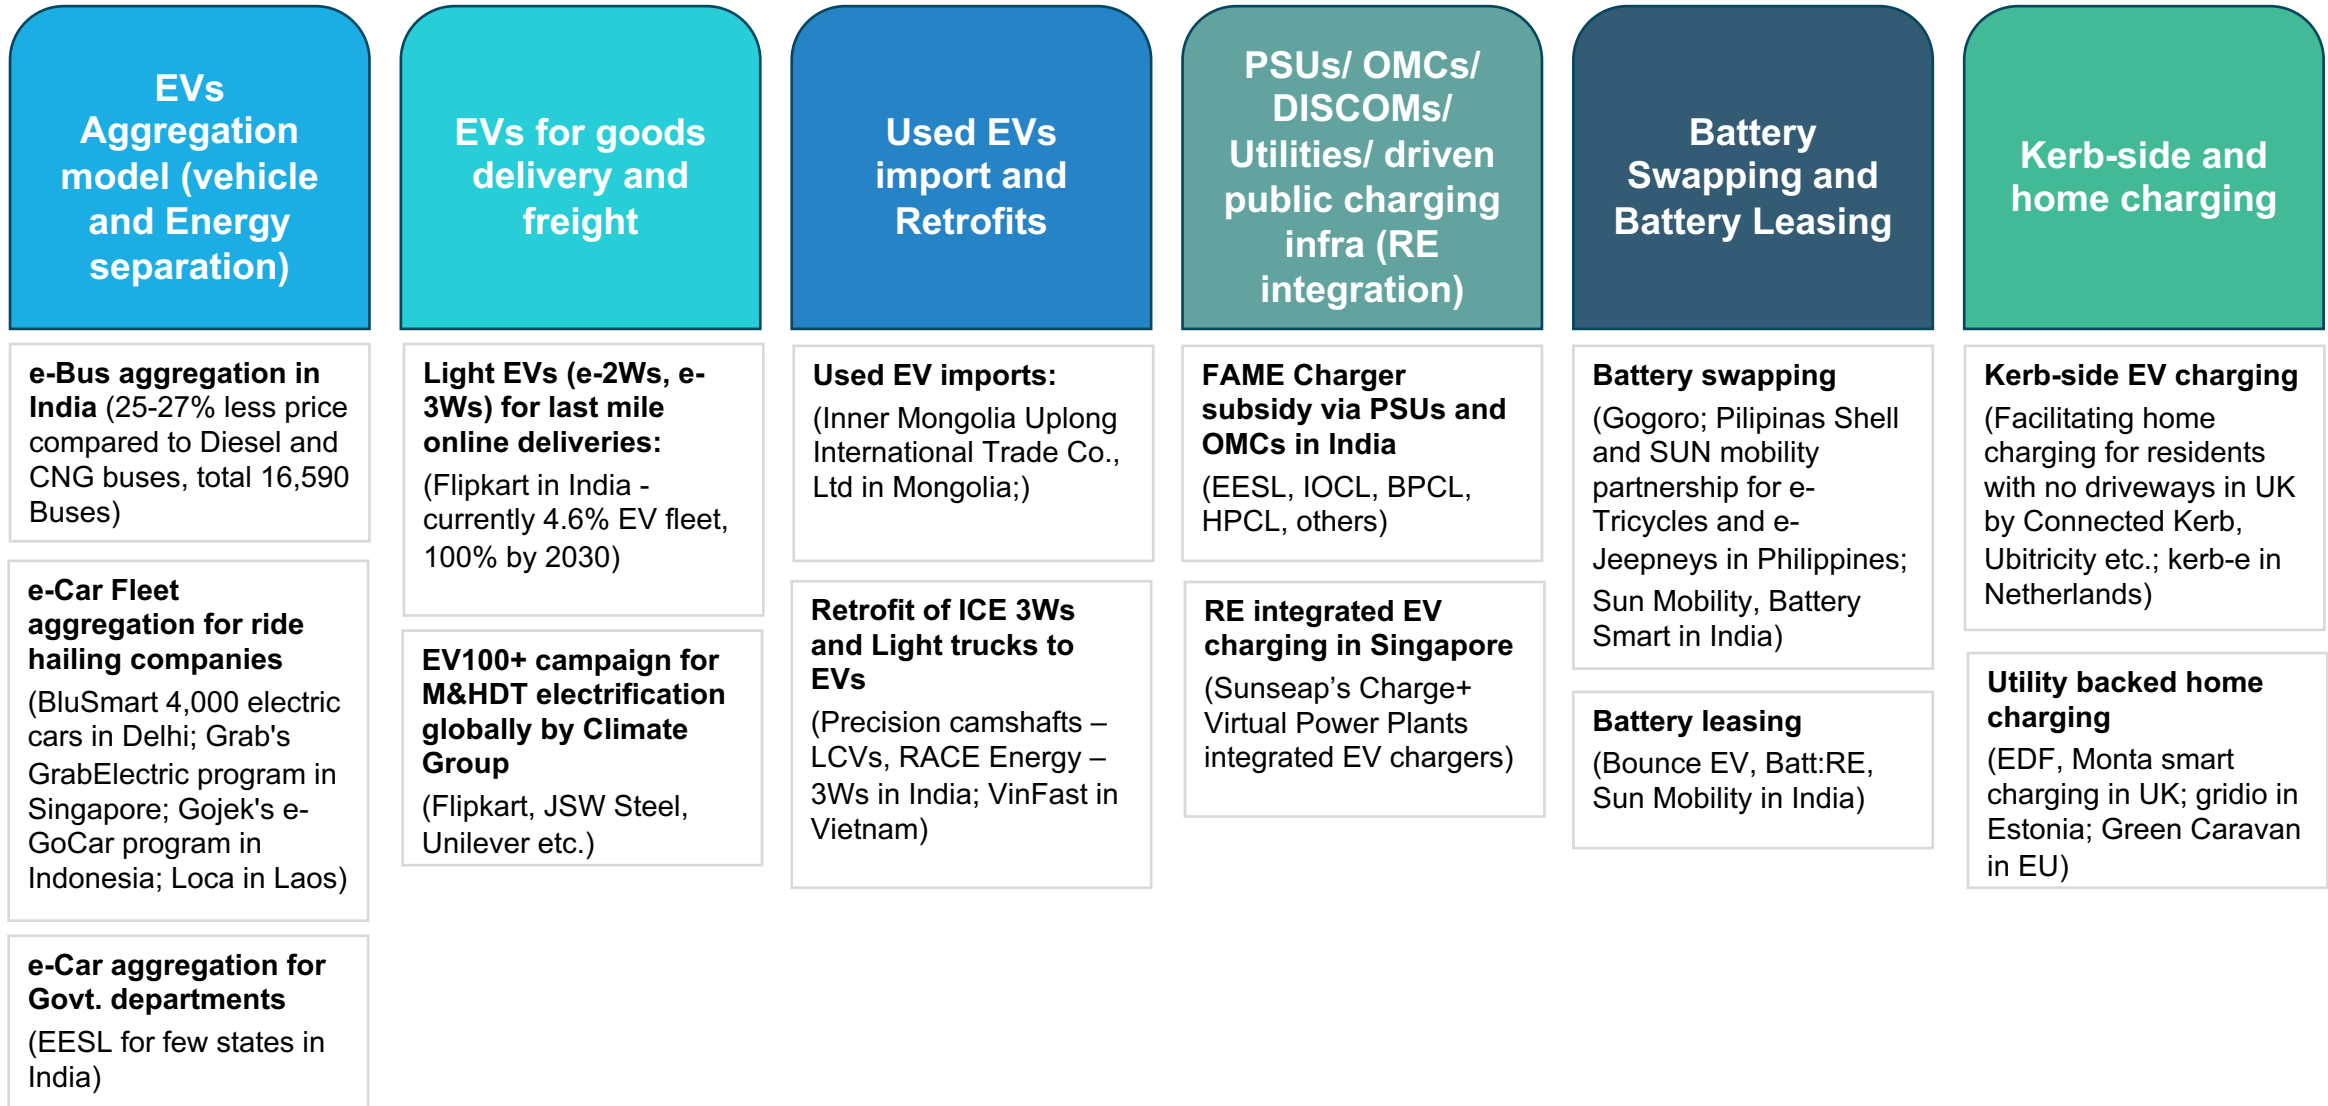 EVs
Aggregation
model (vehicle
and Energy
separation)
e-Bus aggregation in
India (25-27% less price
compared to Diesel and
CNG buses, total 16,590
Buses)
e-Car Fleet
aggregation for ride
hailing companies
(BluSmart 4,000 electric
cars in Delhi; Grab's
GrabElectric program in
Singapore; Gojek's e-
GoCar program in
Indonesia; Loca in Laos)
e-Car aggregation for
Govt. departments
(EESL for few states in
India)
EVs for goods
delivery and
freight
Light EVs (e-2Ws, e-
3Ws) for last mile
online deliveries:
(Flipkart in India -
currently 4.6% EV fleet,
100% by 2030)
EV100+ campaign for
M&HDT electrification
globally by Climate
Group
(Flipkart, JSW Steel,
Unilever etc.)
Used EVs
import and
Retrofits
Used EV imports:
(Inner Mongolia Uplong
International Trade Co.,
Ltd in Mongolia;)
Retrofit of ICE 3Ws
and Light trucks to
EVs
(Precision camshafts –
LCVs, RACE Energy –
3Ws in India; VinFast in
Vietnam)
PSUs/ OMCs/
DISCOMs/
Utilities/ driven
public charging
infra (RE
integration)
FAME Charger
subsidy via PSUs and
OMCs in India
(EESL, IOCL, BPCL,
HPCL, others)
RE integrated EV
charging in Singapore
(Sunseap’s Charge+
Virtual Power Plants
integrated EV chargers)
Battery
Swapping and
Battery Leasing
Battery swapping
(Gogoro; Pilipinas Shell
and SUN mobility
partnership for e-
Tricycles and e-
Jeepneys in Philippines;
Sun Mobility, Battery
Smart in India)
Battery leasing
(Bounce EV, Batt:RE,
Sun Mobility in India)
Kerb-side and
home charging
Kerb-side EV charging
(Facilitating home
charging for residents
with no driveways in UK
by Connected Kerb,
Ubitricity etc.; kerb-e in
Netherlands)
Utility backed home
charging
(EDF, Monta smart
charging in UK; gridio in
Estonia; Green Caravan
in EU)